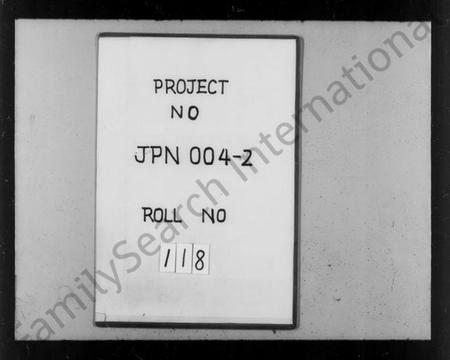 PROJECT
NO
JPN 004-2
ROLL NO
118
FamilySearch International